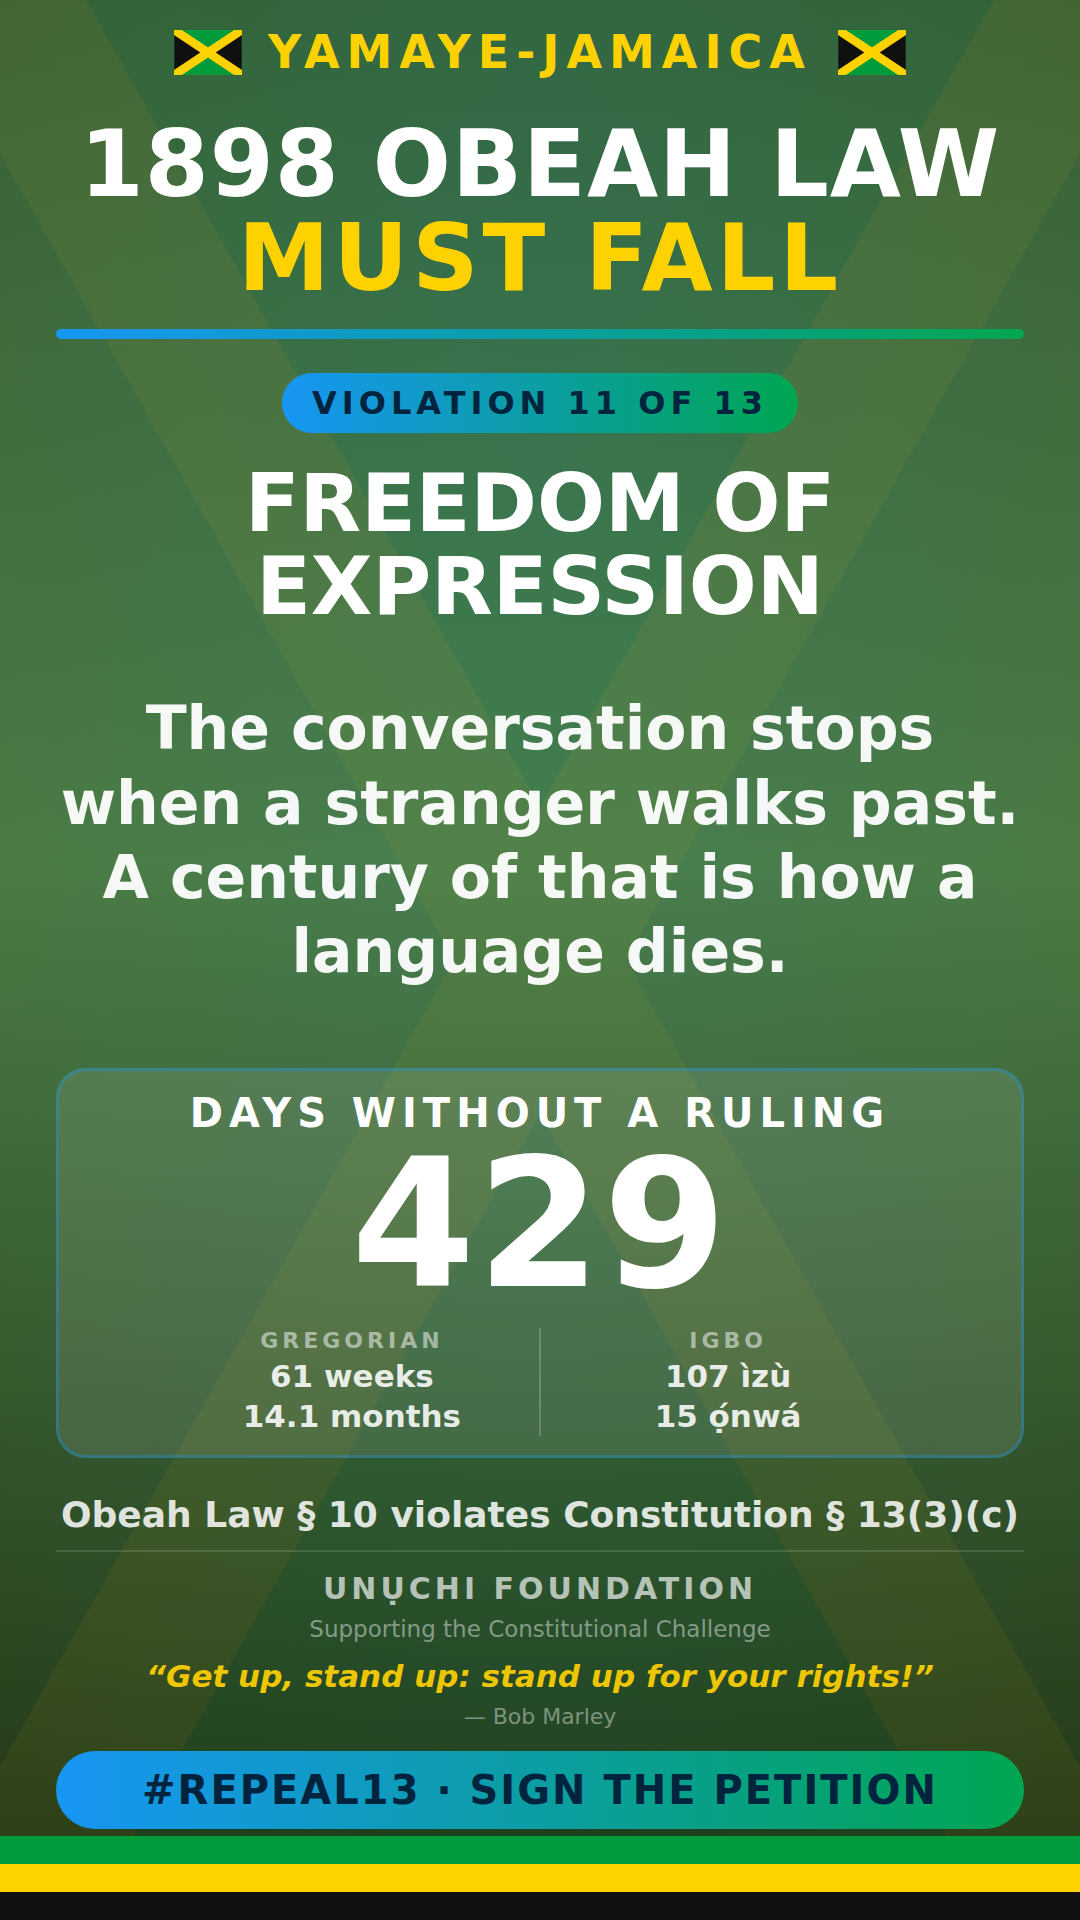 YAMAYE-JAMAICA
1898 OBEAH LAW
MUST FALL
VIOLATION 11 OF 13
FREEDOM OF
EXPRESSION
The conversation stops
when a stranger walks past.
A century of that is how a
language dies.
DAYS WITHOUT A RULING
429
GREGORIAN
61 weeks
14.1 months
IGBO
107 ìzù
15 ọ́nwá
Obeah Law § 10 violates Constitution § 13(3)(c)
UNỤCHI FOUNDATION
Supporting the Constitutional Challenge
“Get up, stand up: stand up for your rights!”
— Bob Marley
#REPEAL13 · SIGN THE PETITION